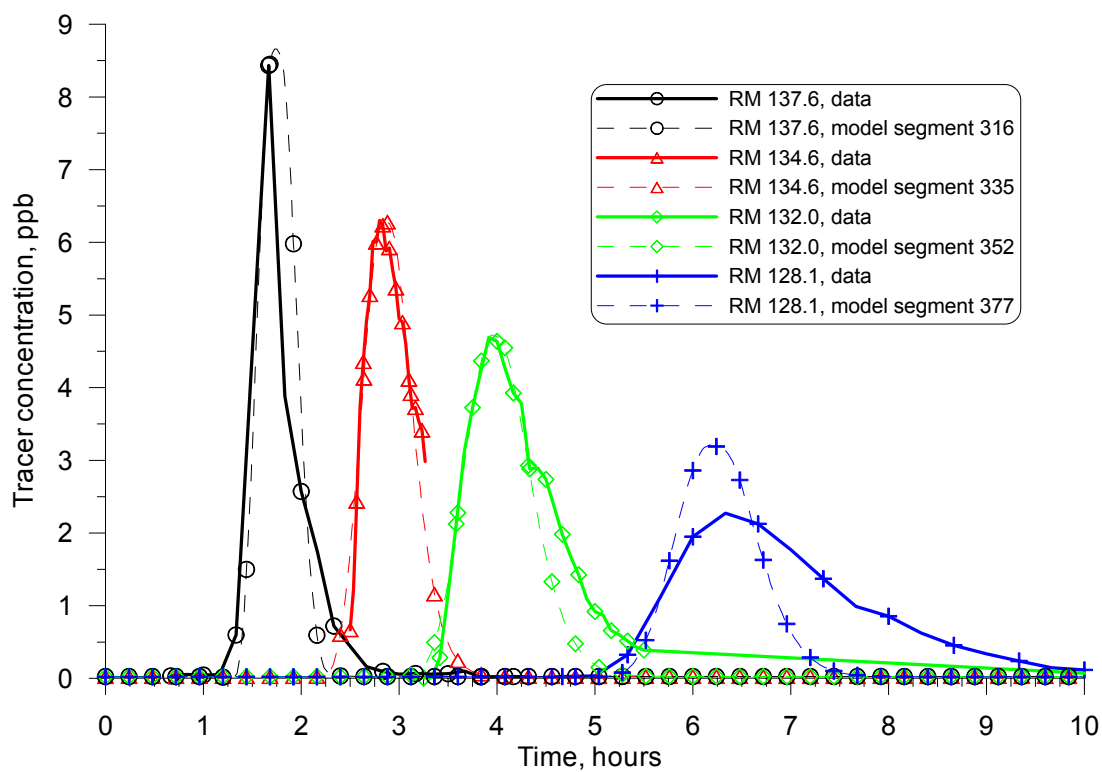 Tracer concentration, ppb
9
8
7
6
5
4
3
2
1
0
RM 137.6, data
RM 137.6, model segment 316
RM 134.6, data
RM 134.6, model segment 335
RM 132.0, data
RM 132.0, model segment 352
RM 128.1, data
RM 128.1, model segment 377
0 1 2 3 4 5 6 7 8 9 10
Time, hours